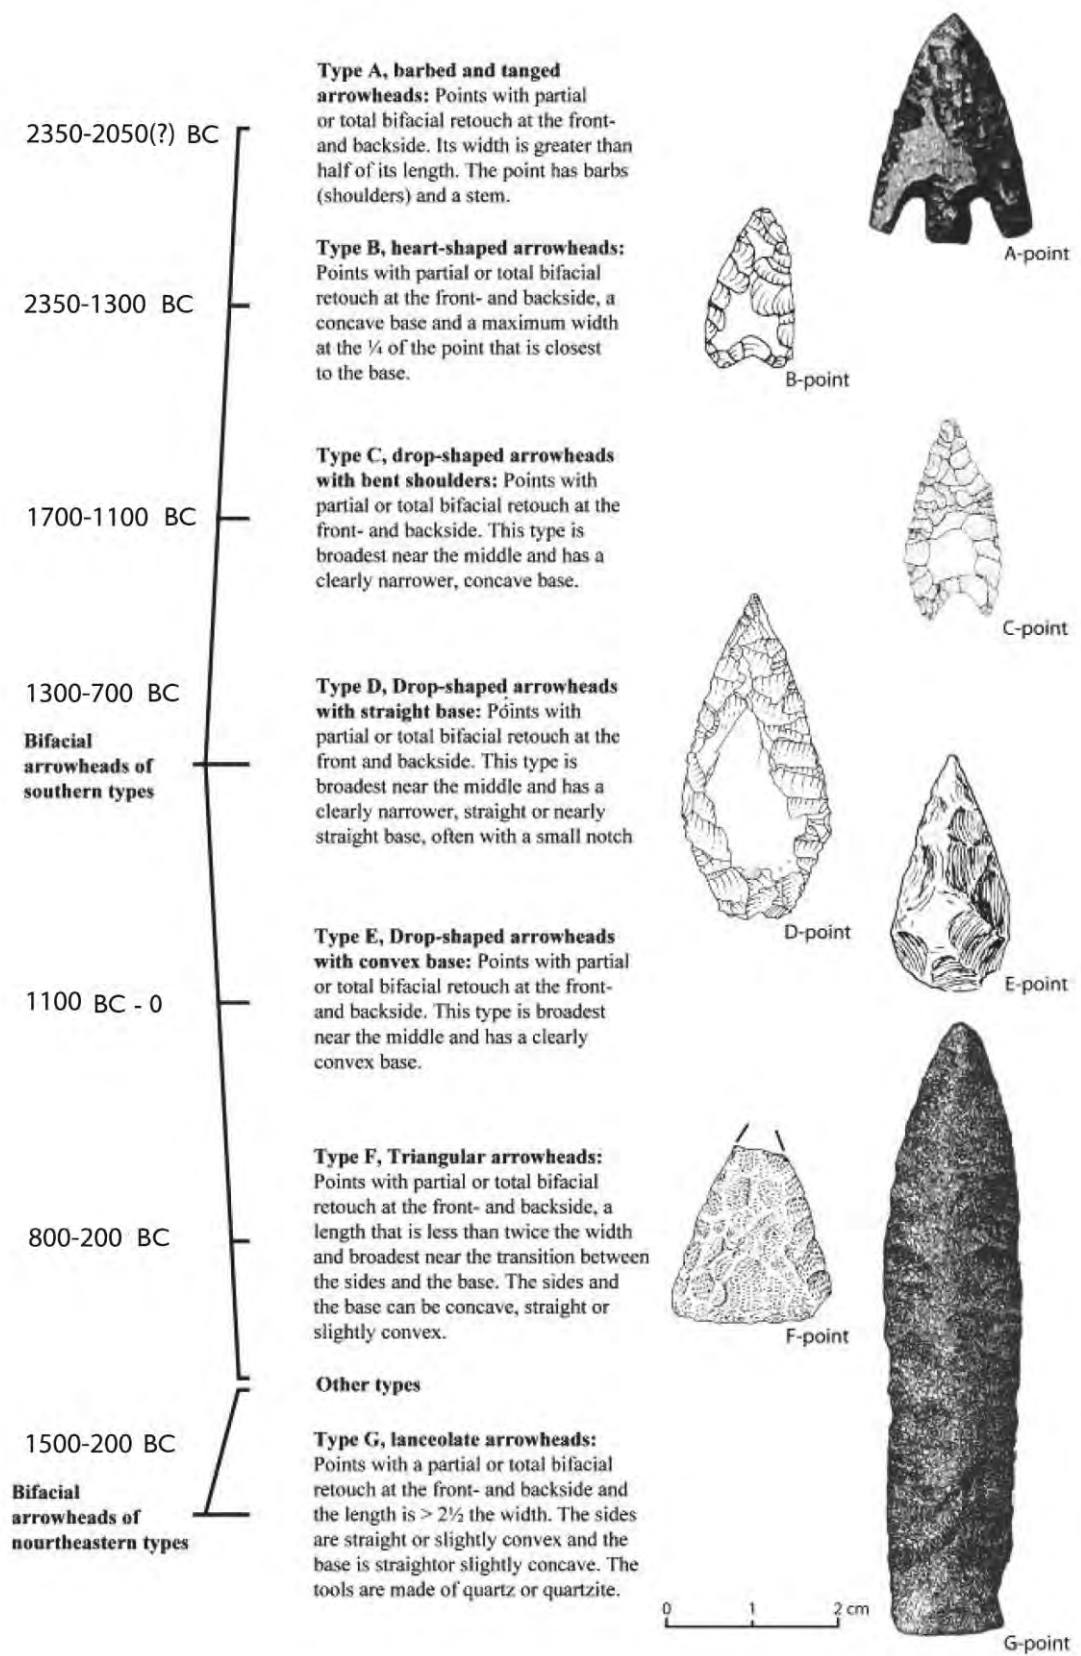 2350-2050(?) BC
Type A, barbed and tanged
arrowheads: Points with partial
or total bifacial retouch at the front-
and backside. Its width is greater than
half of its length. The point has barbs
(shoulders) and a stem.
A-point
2350-1300 BC
Type B, heart-shaped arrowheads:
Points with partial or total bifacial
retouch at the front- and backside, a
concave base and a maximum width
at the ¼ of the point that is closest
to the base.
B-point
1700-1100 BC
Type C, drop-shaped arrowheads
with bent shoulders: Points with
partial or total bifacial retouch at the
front- and backside. This type is
broadest near the middle and has a
clearly narrower, concave base.
C-point
1300-700 BC
Bifacial
arrowheads of
southern types
Type D, Drop-shaped arrowheads
with straight base: Points with
partial or total bifacial retouch at the
front and backside. This type is
broadest near the middle and has a
clearly narrower, straight or nearly
straight base, often with a small notch
D-point
1100 BC - 0
Type E, Drop-shaped arrowheads
with convex base: Points with partial
or total bifacial retouch at the front-
and backside. This type is broadest
near the middle and has a clearly
convex base.
E-point
800-200 BC
Type F, Triangular arrowheads:
Points with partial or total bifacial
retouch at the front- and backside, a
length that is less than twice the width
and broadest near the transition between
the sides and the base. The sides and
the base can be concave, straight or
slightly convex.
F-point
Other types
1500-200 BC
Bifacial
arrowheads of
nourtheastern types
Type G, lanceolate arrowheads:
Points with a partial or total bifacial
retouch at the front- and backside and
the length is > 2½ the width. The sides
are straight or slightly convex and the
base is straightor slightly concave. The
tools are made of quartz or quartzite.
0 1 2 cm
G-point